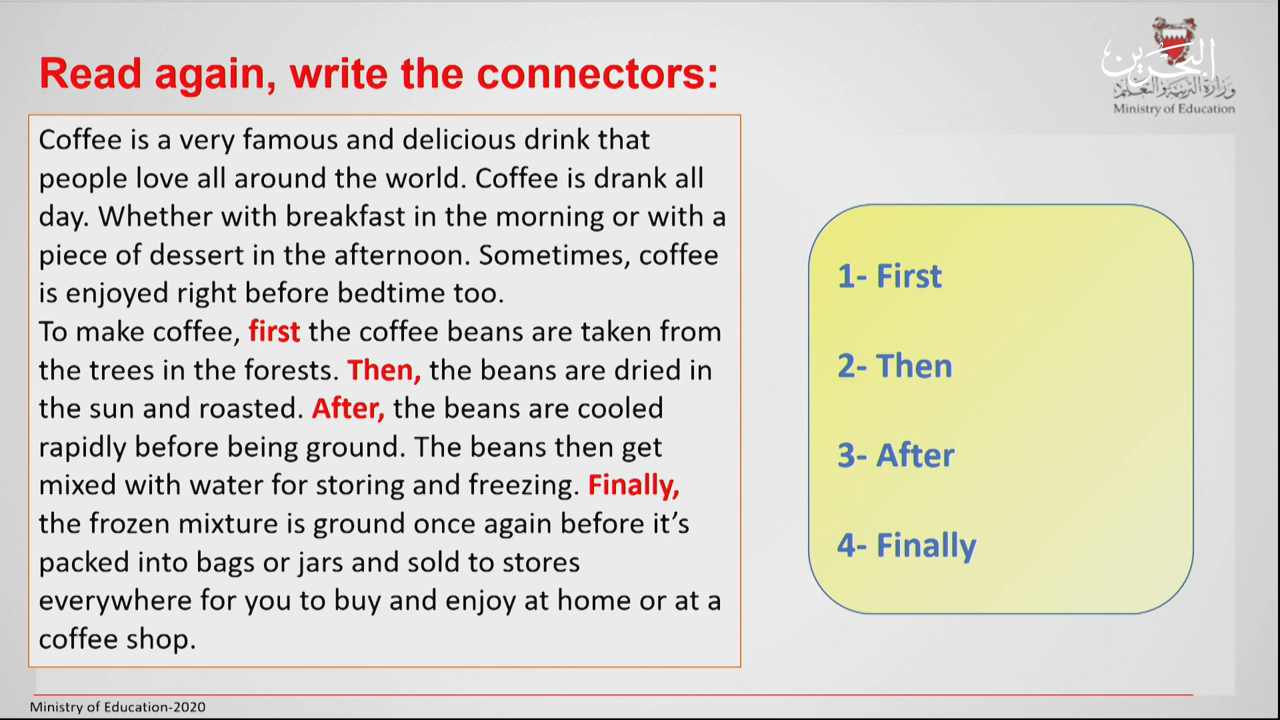 Read again, write the connectors:
البحرين
وزارة التربية والتعليم
Ministry of Education
Coffee is a very famous and delicious drink that
people love all around the world. Coffee is drank all
day. Whether with breakfast in the morning or with a
piece of dessert in the afternoon. Sometimes, coffee
is enjoyed right before bedtime too.
To make coffee, first the coffee beans are taken from
the trees in the forests. Then, the beans are dried in
the sun and roasted. After, the beans are cooled
rapidly before being ground. The beans then get
mixed with water for storing and freezing. Finally,
the frozen mixture is ground once again before it’s
packed into bags or jars and sold to stores
everywhere for you to buy and enjoy at home or at a
coffee shop.
1- First
2- Then
3- After
4- Finally
Ministry of Education-2020